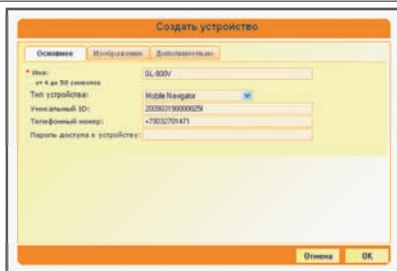 Создать устройство
Основное Изображение Дополнительно
* Имя: GL-800V
от 4 до 50 символов
Тип устройства: Mobile Navigator
Уникальный ID:
Телефонный номер: +79032701471
Пароль доступа к устройству:
Отмена OK